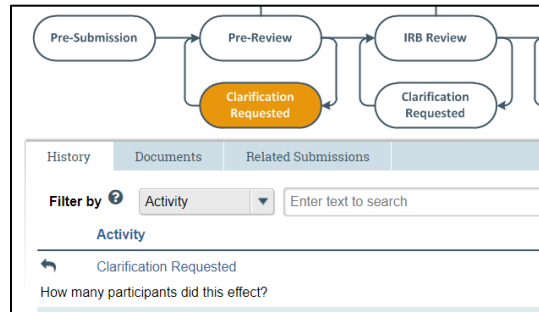 Pre-Submission
Pre-Review
IRB Review
Clarification
Requested
Clarification
Requested
History
Documents
Related Submissions
Filter by ?
Activity
Enter text to search
Activity
Clarification Requested
How many participants did this effect?